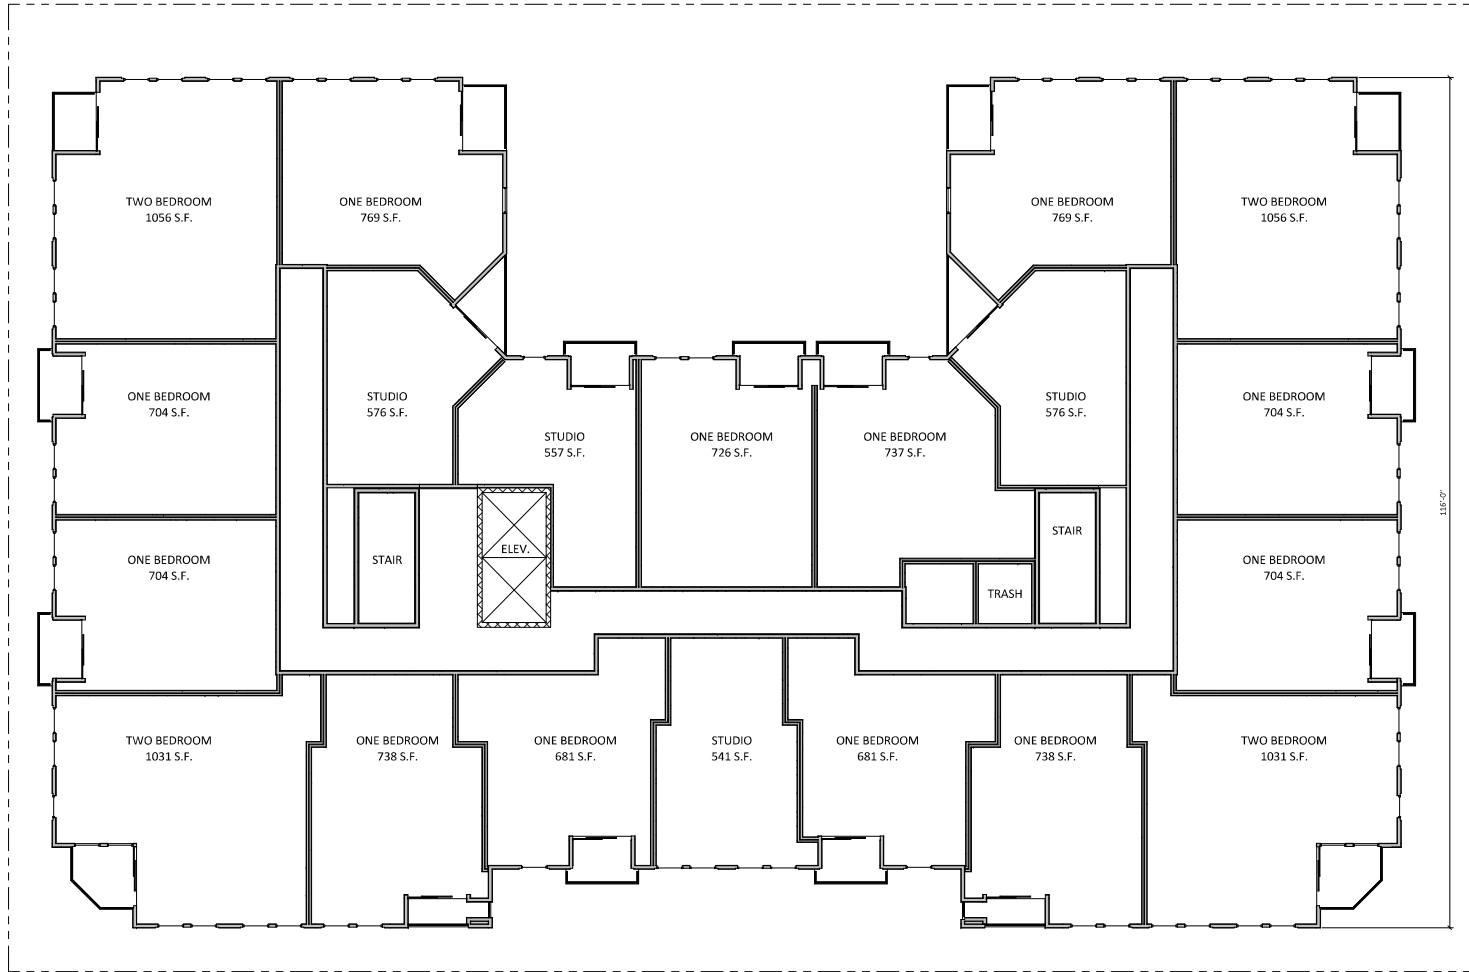 TWO BEDROOM
1056 S.F.
ONE BEDROOM
769 S.F.
ONE BEDROOM
769 S.F.
TWO BEDROOM
1056 S.F.
ONE BEDROOM
704 S.F.
STUDIO
576 S.F.
STUDIO
557 S.F.
ONE BEDROOM
726 S.F.
ONE BEDROOM
737 S.F.
STUDIO
576 S.F.
ONE BEDROOM
704 S.F.
116'-0"
ONE BEDROOM
704 S.F.
STAIR
ELEV.
STAIR
TRASH
ONE BEDROOM
704 S.F.
TWO BEDROOM
1031 S.F.
ONE BEDROOM
738 S.F.
ONE BEDROOM
681 S.F.
STUDIO
541 S.F.
ONE BEDROOM
681 S.F.
ONE BEDROOM
738 S.F.
TWO BEDROOM
1031 S.F.